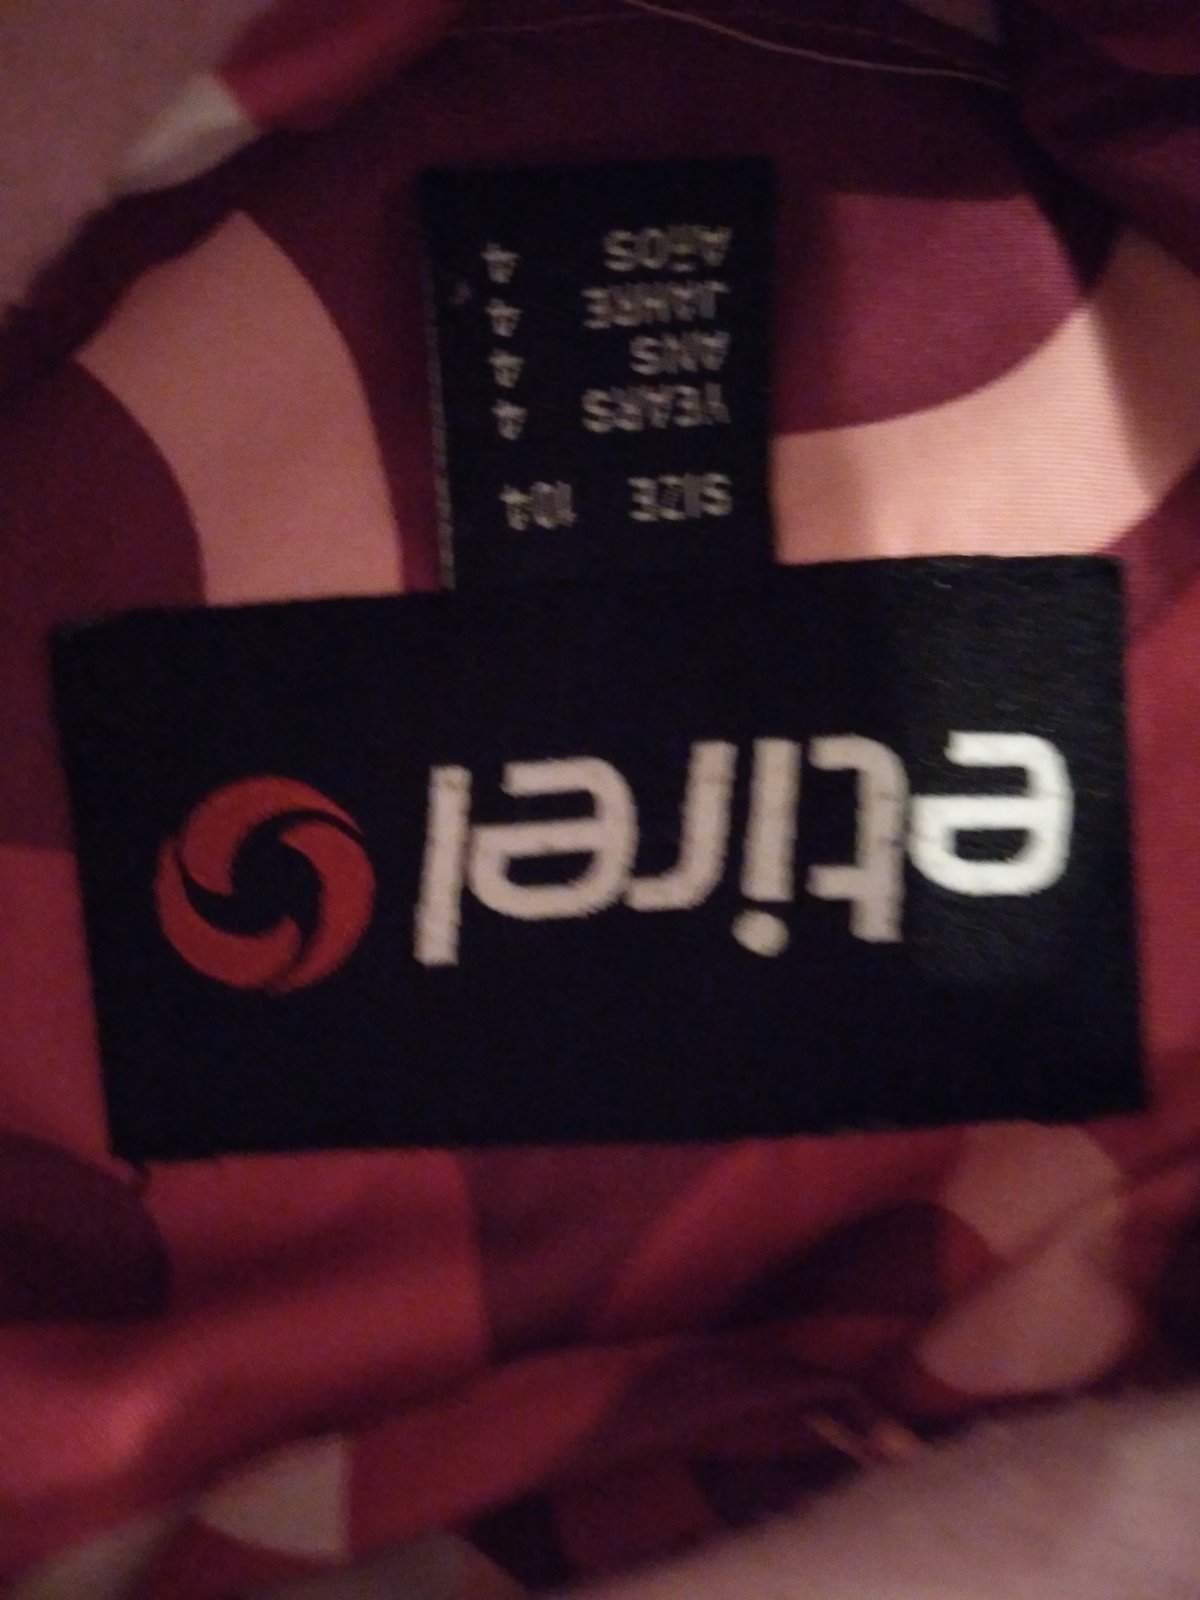 etirel
SIZE 104
YEARS 4
ANS 4
JAHRE 4
AÑOS 4